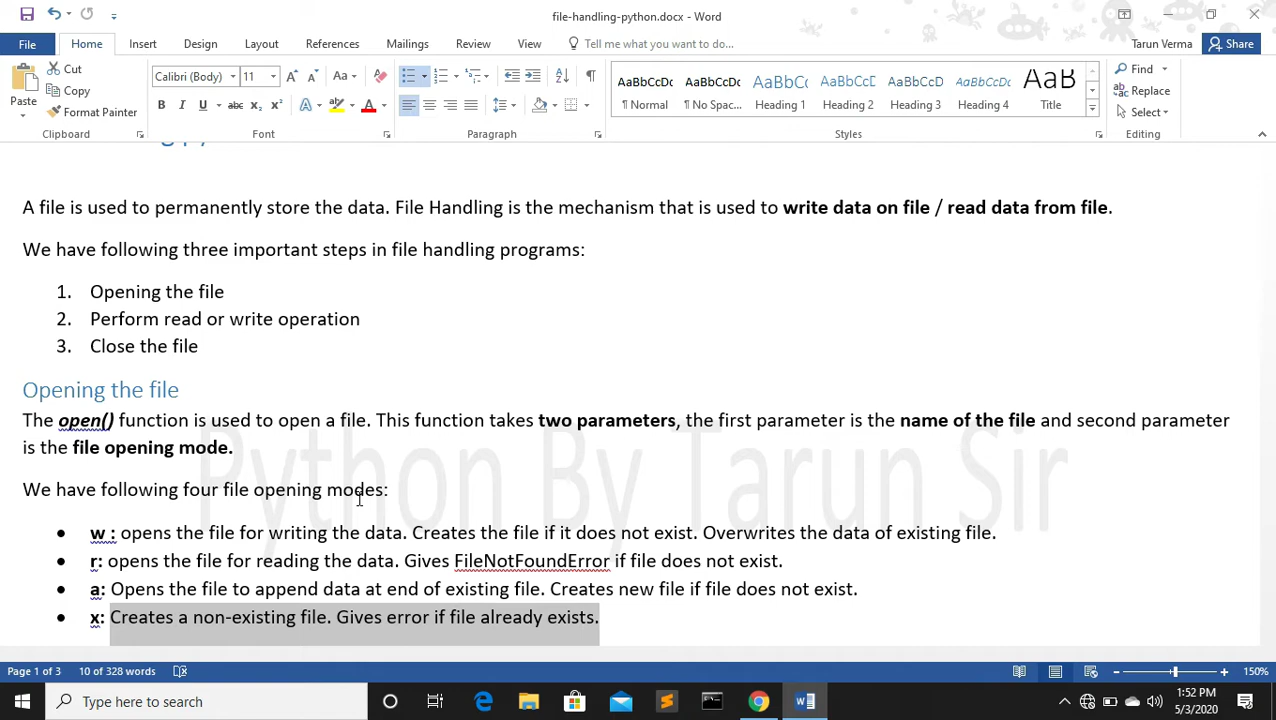 file-handling-python.docx - Word
File Home Insert Design Layout References Mailings Review View Tell me what you want to do... Tarun Verma Share
Cut
Copy
Format Painter
Paste
Calibri (Body) 11
Aa
B I U abc X₂ X² A A
AaBbCcDc AaBbCcDc AaBbCc AaBbCcD AaBbCcD AaBbCcD AaB
¶ Normal ¶ No Spac... Heading 1 Heading 2 Heading 3 Heading 4 Title
Find
Replace
Select
Clipboard Font Paragraph Styles Editing
A file is used to permanently store the data. File Handling is the mechanism that is used to write data on file / read data from file.
We have following three important steps in file handling programs:
1. Opening the file
2. Perform read or write operation
3. Close the file
Opening the file
The open() function is used to open a file. This function takes two parameters, the first parameter is the name of the file and second parameter
is the file opening mode.
Python By Tarun Sir
We have following four file opening modes:
• w : opens the file for writing the data. Creates the file if it does not exist. Overwrites the data of existing file.
• r: opens the file for reading the data. Gives FileNotFoundError if file does not exist.
• a: Opens the file to append data at end of existing file. Creates new file if file does not exist.
• x: Creates a non-existing file. Gives error if file already exists.
Page 1 of 3 10 of 328 words 150%
Type here to search
1:52 PM
5/3/2020